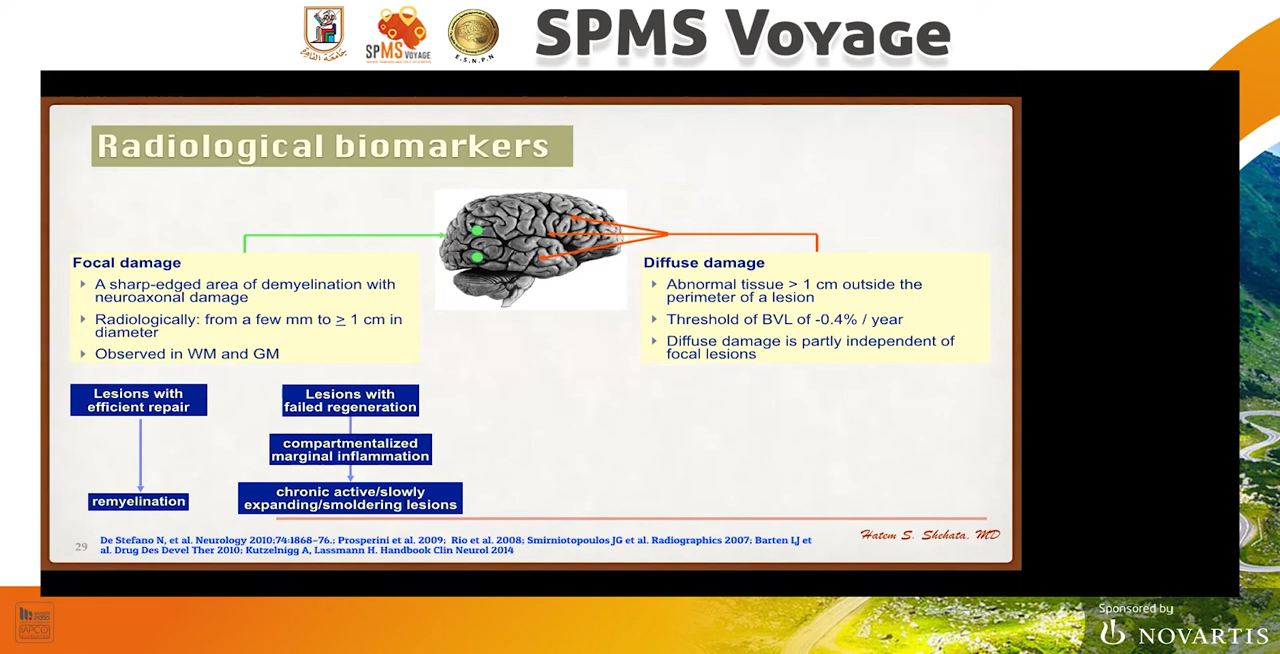 SPMS Voyage
جامعة القاهرة
SPMS VOYAGE
E.S.N.P.N
Radiological biomarkers
Focal damage
A sharp-edged area of demyelination with
neuroaxonal damage
Radiologically: from a few mm to ≥ 1 cm in
diameter
Observed in WM and GM
Diffuse damage
Abnormal tissue > 1 cm outside the
perimeter of a lesion
Threshold of BVL of -0.4% / year
Diffuse damage is partly independent of
focal lesions
Lesions with
efficient repair
remyelination
Lesions with
failed regeneration
compartmentalized
marginal inflammation
chronic active/slowly
expanding/smoldering lesions
29
De Stefano N, et al. Neurology 2010;74:1868–76.; Prosperini et al. 2009; Rio et al. 2008; Smirniotopoulos JG et al. Radiographics 2007; Barten LJ et
al. Drug Des Devel Ther 2010; Kutzelnigg A, Lassmann H. Handbook Clin Neurol 2014
Hatem S. Shehata, MD
IAPCO
Sponsored by
NOVARTIS